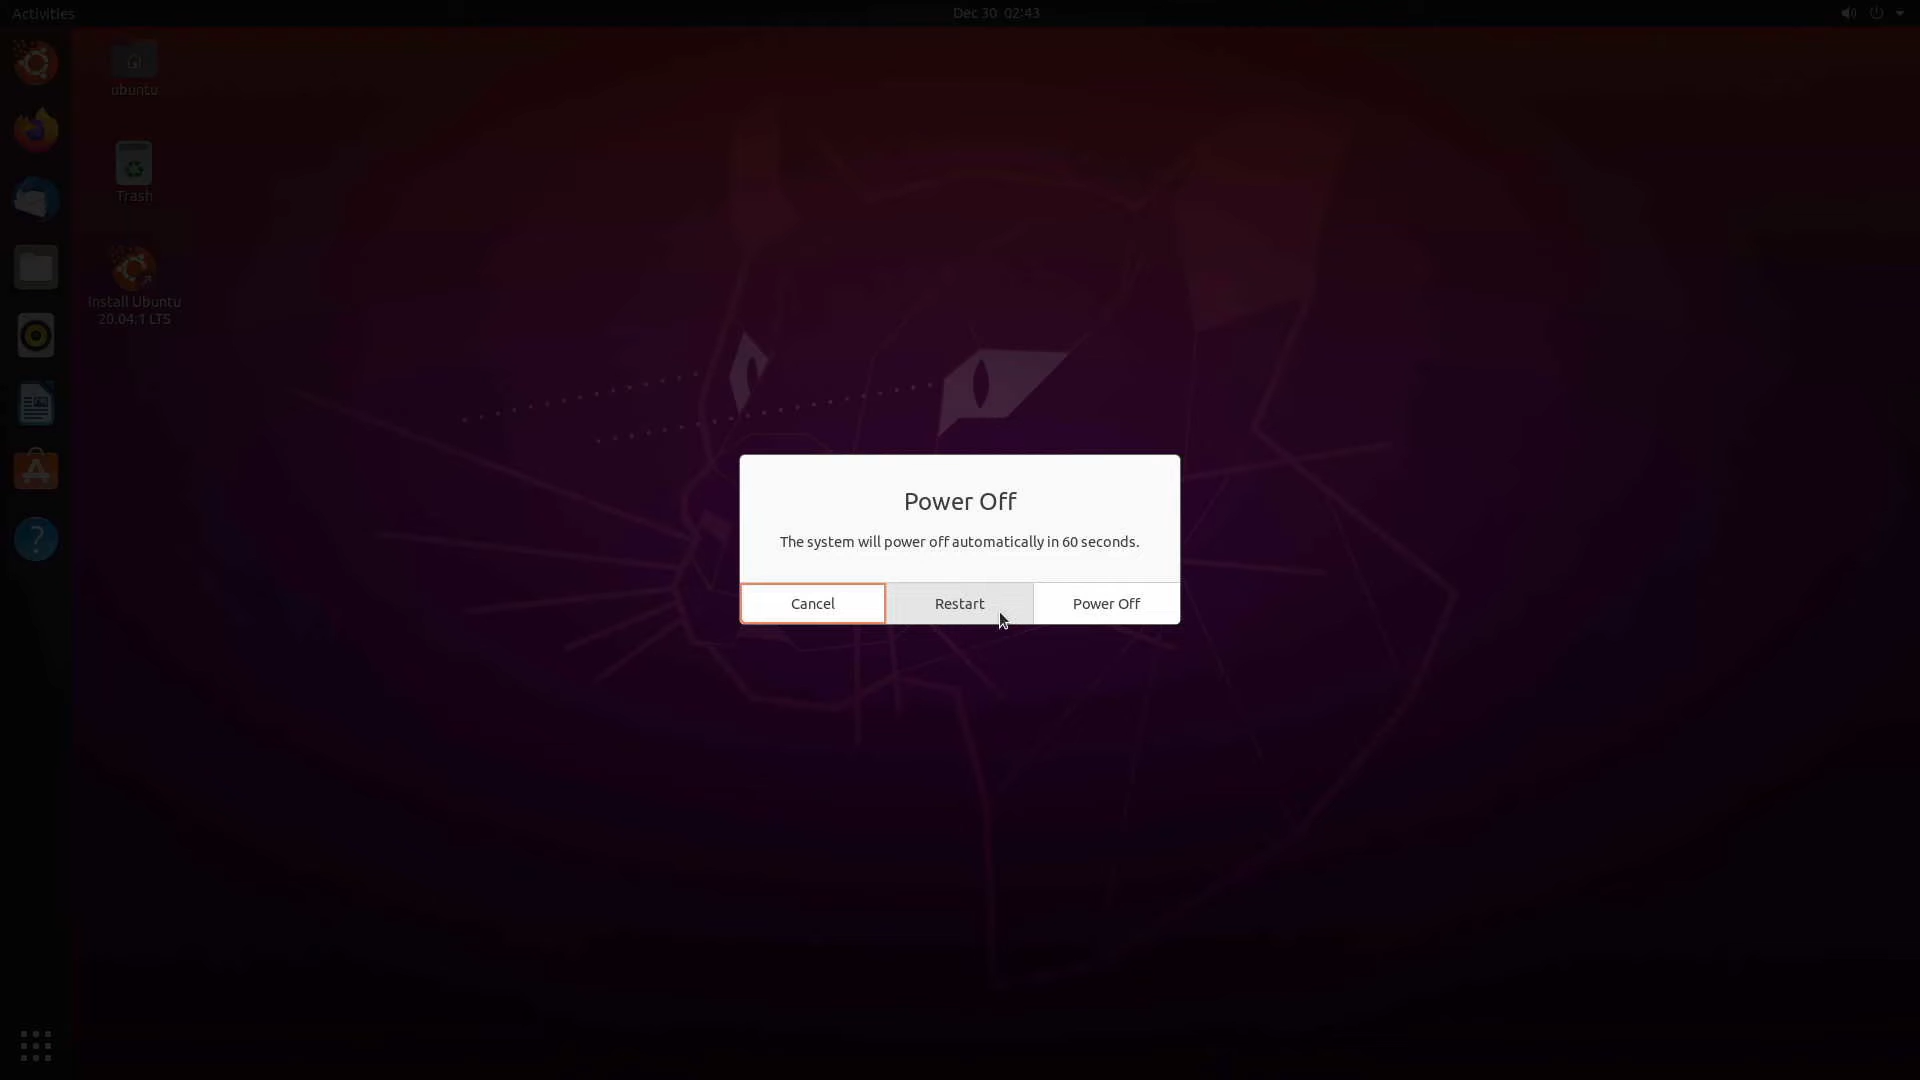 Activities
Dec 30 02:43
ubuntu
Trash
Install Ubuntu
20.04.1 LTS
Power Off
The system will power off automatically in 60 seconds.
Cancel
Restart
Power Off